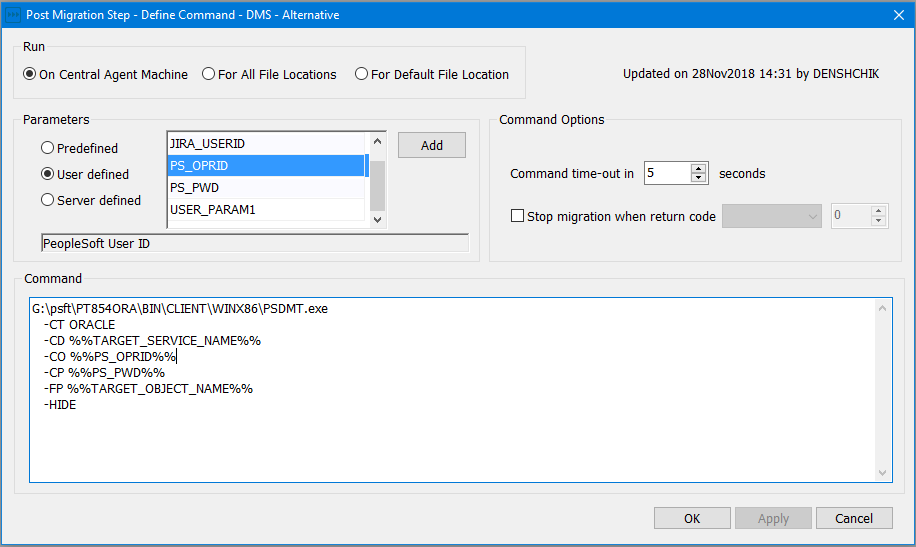 Post Migration Step - Define Command - DMS - Alternative
Run
On Central Agent Machine
For All File Locations
For Default File Location
Updated on 28Nov2018 14:31 by DENSHCHIK
Parameters
Predefined
User defined
Server defined
JIRA_USERID
PS_OPRID
PS_PWD
USER_PARAM1
Add
PeopleSoft User ID
Command Options
Command time-out in 5 seconds
Stop migration when return code 0
Command
G:\psft\PT854ORA\BIN\CLIENT\WINX86\PSDMT.exe
-CT ORACLE
-CD %%TARGET_SERVICE_NAME%%
-CO %%PS_OPRID%%
-CP %%PS_PWD%%
-FP %%TARGET_OBJECT_NAME%%
-HIDE
OK
Apply
Cancel